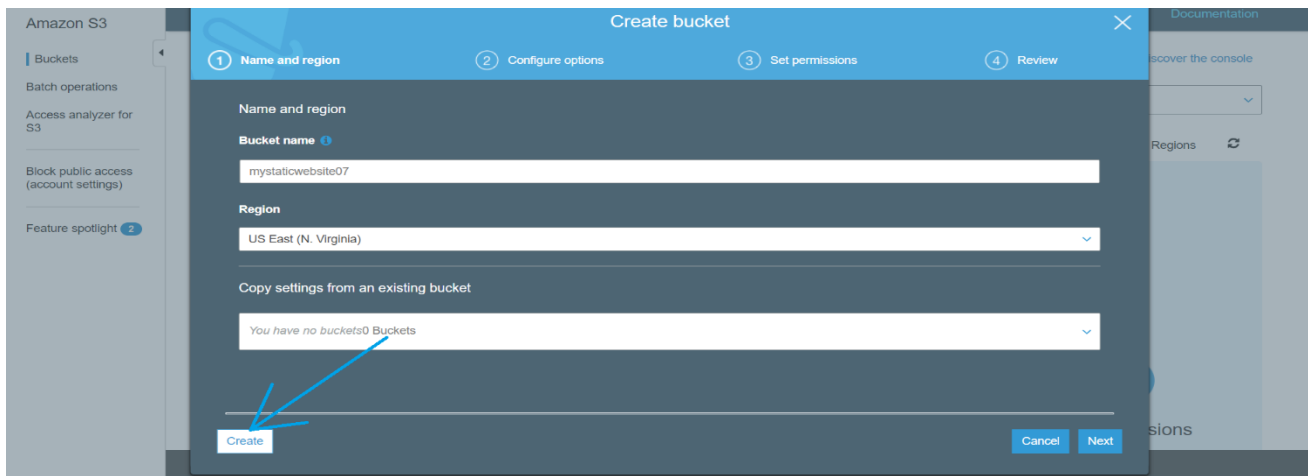 Amazon S3
Buckets
Batch operations
Access analyzer for
S3
Block public access
(account settings)
Feature spotlight 2
Create bucket
Documentation
1 Name and region
2 Configure options
3 Set permissions
4 Review
iscover the console
Name and region
Bucket name
mystaticwebsite07
Regions
Region
US East (N. Virginia)
Copy settings from an existing bucket
You have no buckets0 Buckets
Create
Cancel
Next
sions